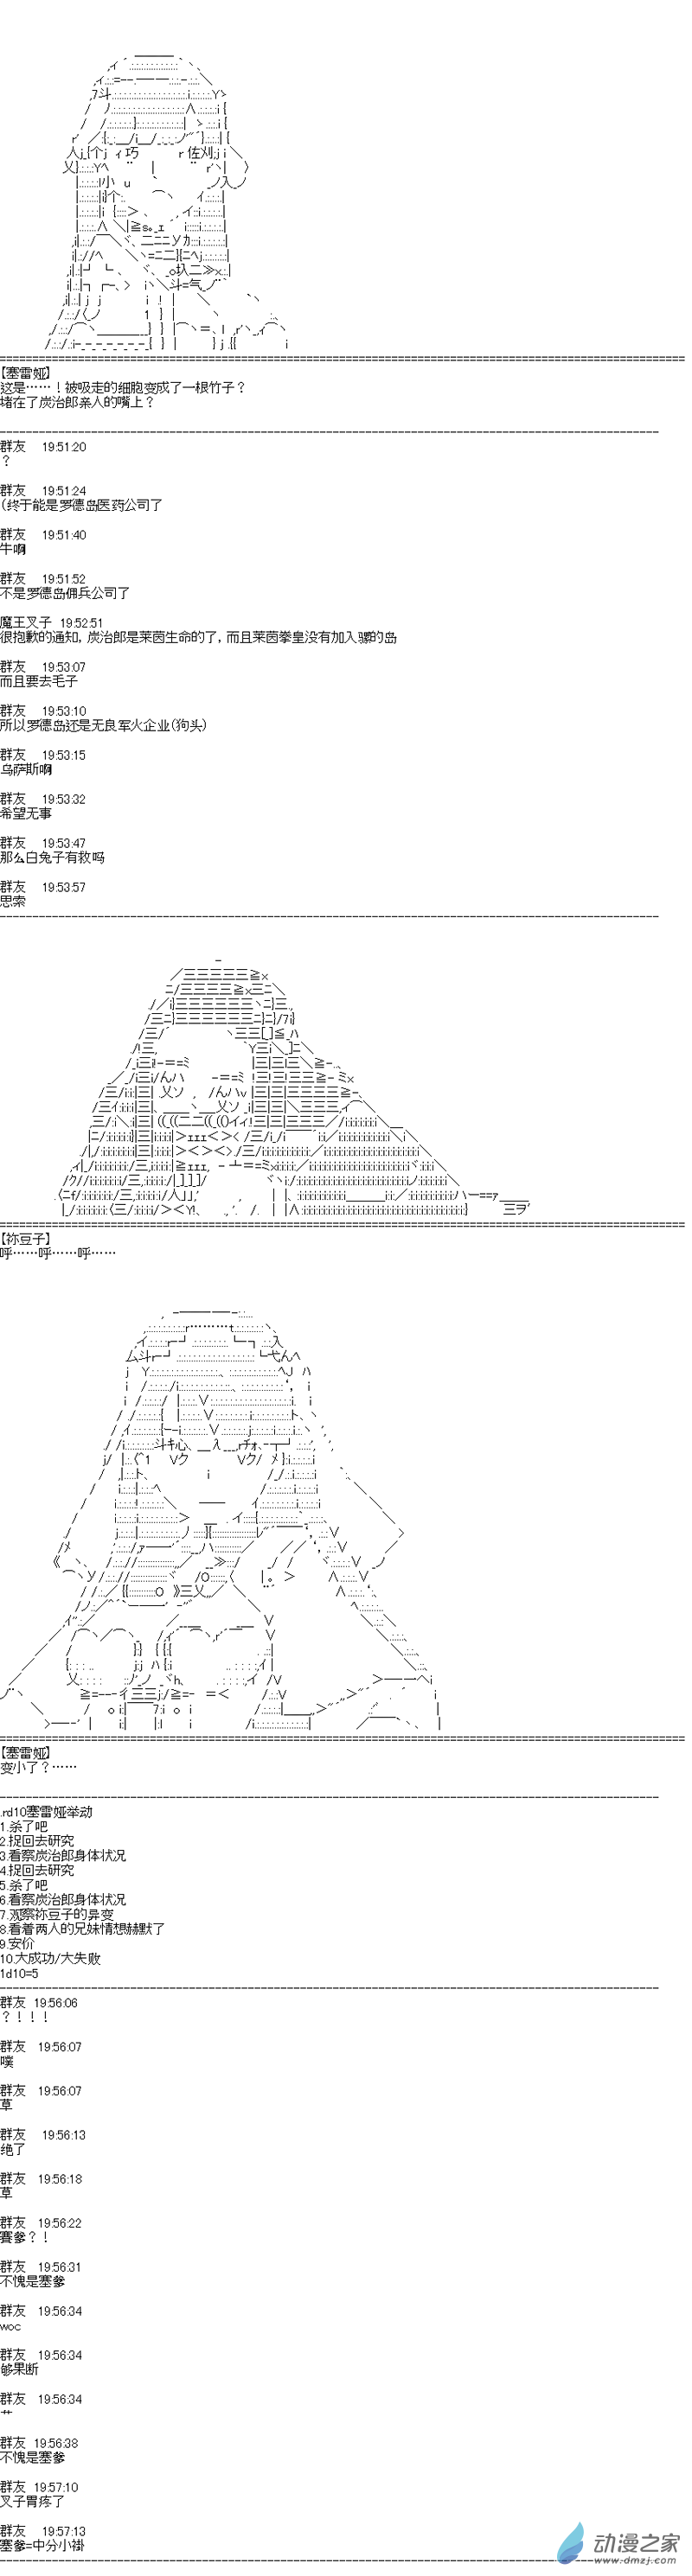 【塞雷娅】
这是……！被吸走的细胞变成了一根竹子？
堵在了炭治郎亲人的嘴上？
群友 19:51:20
？
群友 19:51:24
(终于能是罗德岛医药公司了
群友 19:51:40
牛啊
群友 19:51:52
不是罗德岛佣兵公司了
魔王叉子 19:52:51
很抱歉的通知, 炭治郎是莱茵生命的了, 而且莱茵拳皇没有加入骡的岛
群友 19:53:07
而且要去毛子
群友 19:53:10
所以罗德岛还是无良军火企业(狗头)
群友 19:53:15
乌萨斯啊
群友 19:53:32
希望无事
群友 19:53:47
那么白兔子有救吗
群友 19:53:57
思索
【祢豆子】
呼……呼……呼……
【塞雷娅】
变小了？……
.rd10塞雷娅举动
1.杀了吧
2.捉回去研究
3.看察炭治郎身体状况
4.捉回去研究
5.杀了吧
6.看察炭治郎身体状况
7.观察祢豆子的异变
8.看着两人的兄妹情想赫默了
9.安价
10.大成功/大失败
1d10=5
群友 19:56:06
？！！！
群友 19:56:07
噗
群友 19:56:07
草
群友 19:56:13
绝了
群友 19:56:18
草
群友 19:56:22
赛爹？！
群友 19:56:31
不愧是塞爹
群友 19:56:34
woc
群友 19:56:34
够果断
群友 19:56:34
艹
群友 19:56:38
不愧是塞爹
群友 19:57:10
叉子胃疼了
群友 19:57:13
塞爹=中分小褂
动漫之家
www.dmzj.com